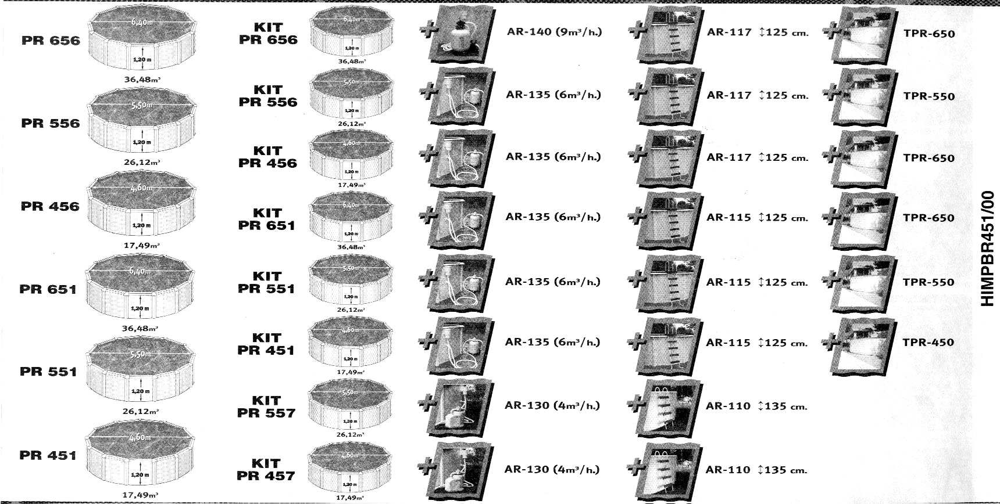 PR 656
6,40m
1,20 m
36,48m³
PR 556
5,50m
1,20 m
26,12m³
PR 456
4,60m
1,20 m
17,49m³
PR 651
6,40m
1,20 m
36,48m³
PR 551
5,50m
1,20 m
26,12m³
PR 451
4,60m
1,20 m
17,49m³
KIT
PR 656
6,40m
1,20 m
36,48m³
AR-140 (9m³/h.)
AR-117 ↕125 cm.
TPR-650
KIT
PR 556
5,50m
1,20 m
26,12m³
AR-135 (6m³/h.)
AR-117 ↕125 cm.
TPR-550
KIT
PR 456
4,60m
1,20 m
17,49m³
AR-135 (6m³/h.)
AR-117 ↕125 cm.
TPR-650
KIT
PR 651
6,40m
1,20 m
36,48m³
AR-135 (6m³/h.)
AR-115 ↕125 cm.
TPR-650
KIT
PR 551
5,50m
1,20 m
26,12m³
AR-135 (6m³/h.)
AR-115 ↕125 cm.
TPR-550
KIT
PR 451
4,60m
1,20 m
17,49m³
AR-135 (6m³/h.)
AR-115 ↕125 cm.
TPR-450
KIT
PR 557
5,50m
1,20 m
26,12m³
AR-130 (4m³/h.)
AR-110 ↕135 cm.
KIT
PR 457
4,60m
1,20 m
17,49m³
AR-130 (4m³/h.)
AR-110 ↕135 cm.
HIMPBR451/00